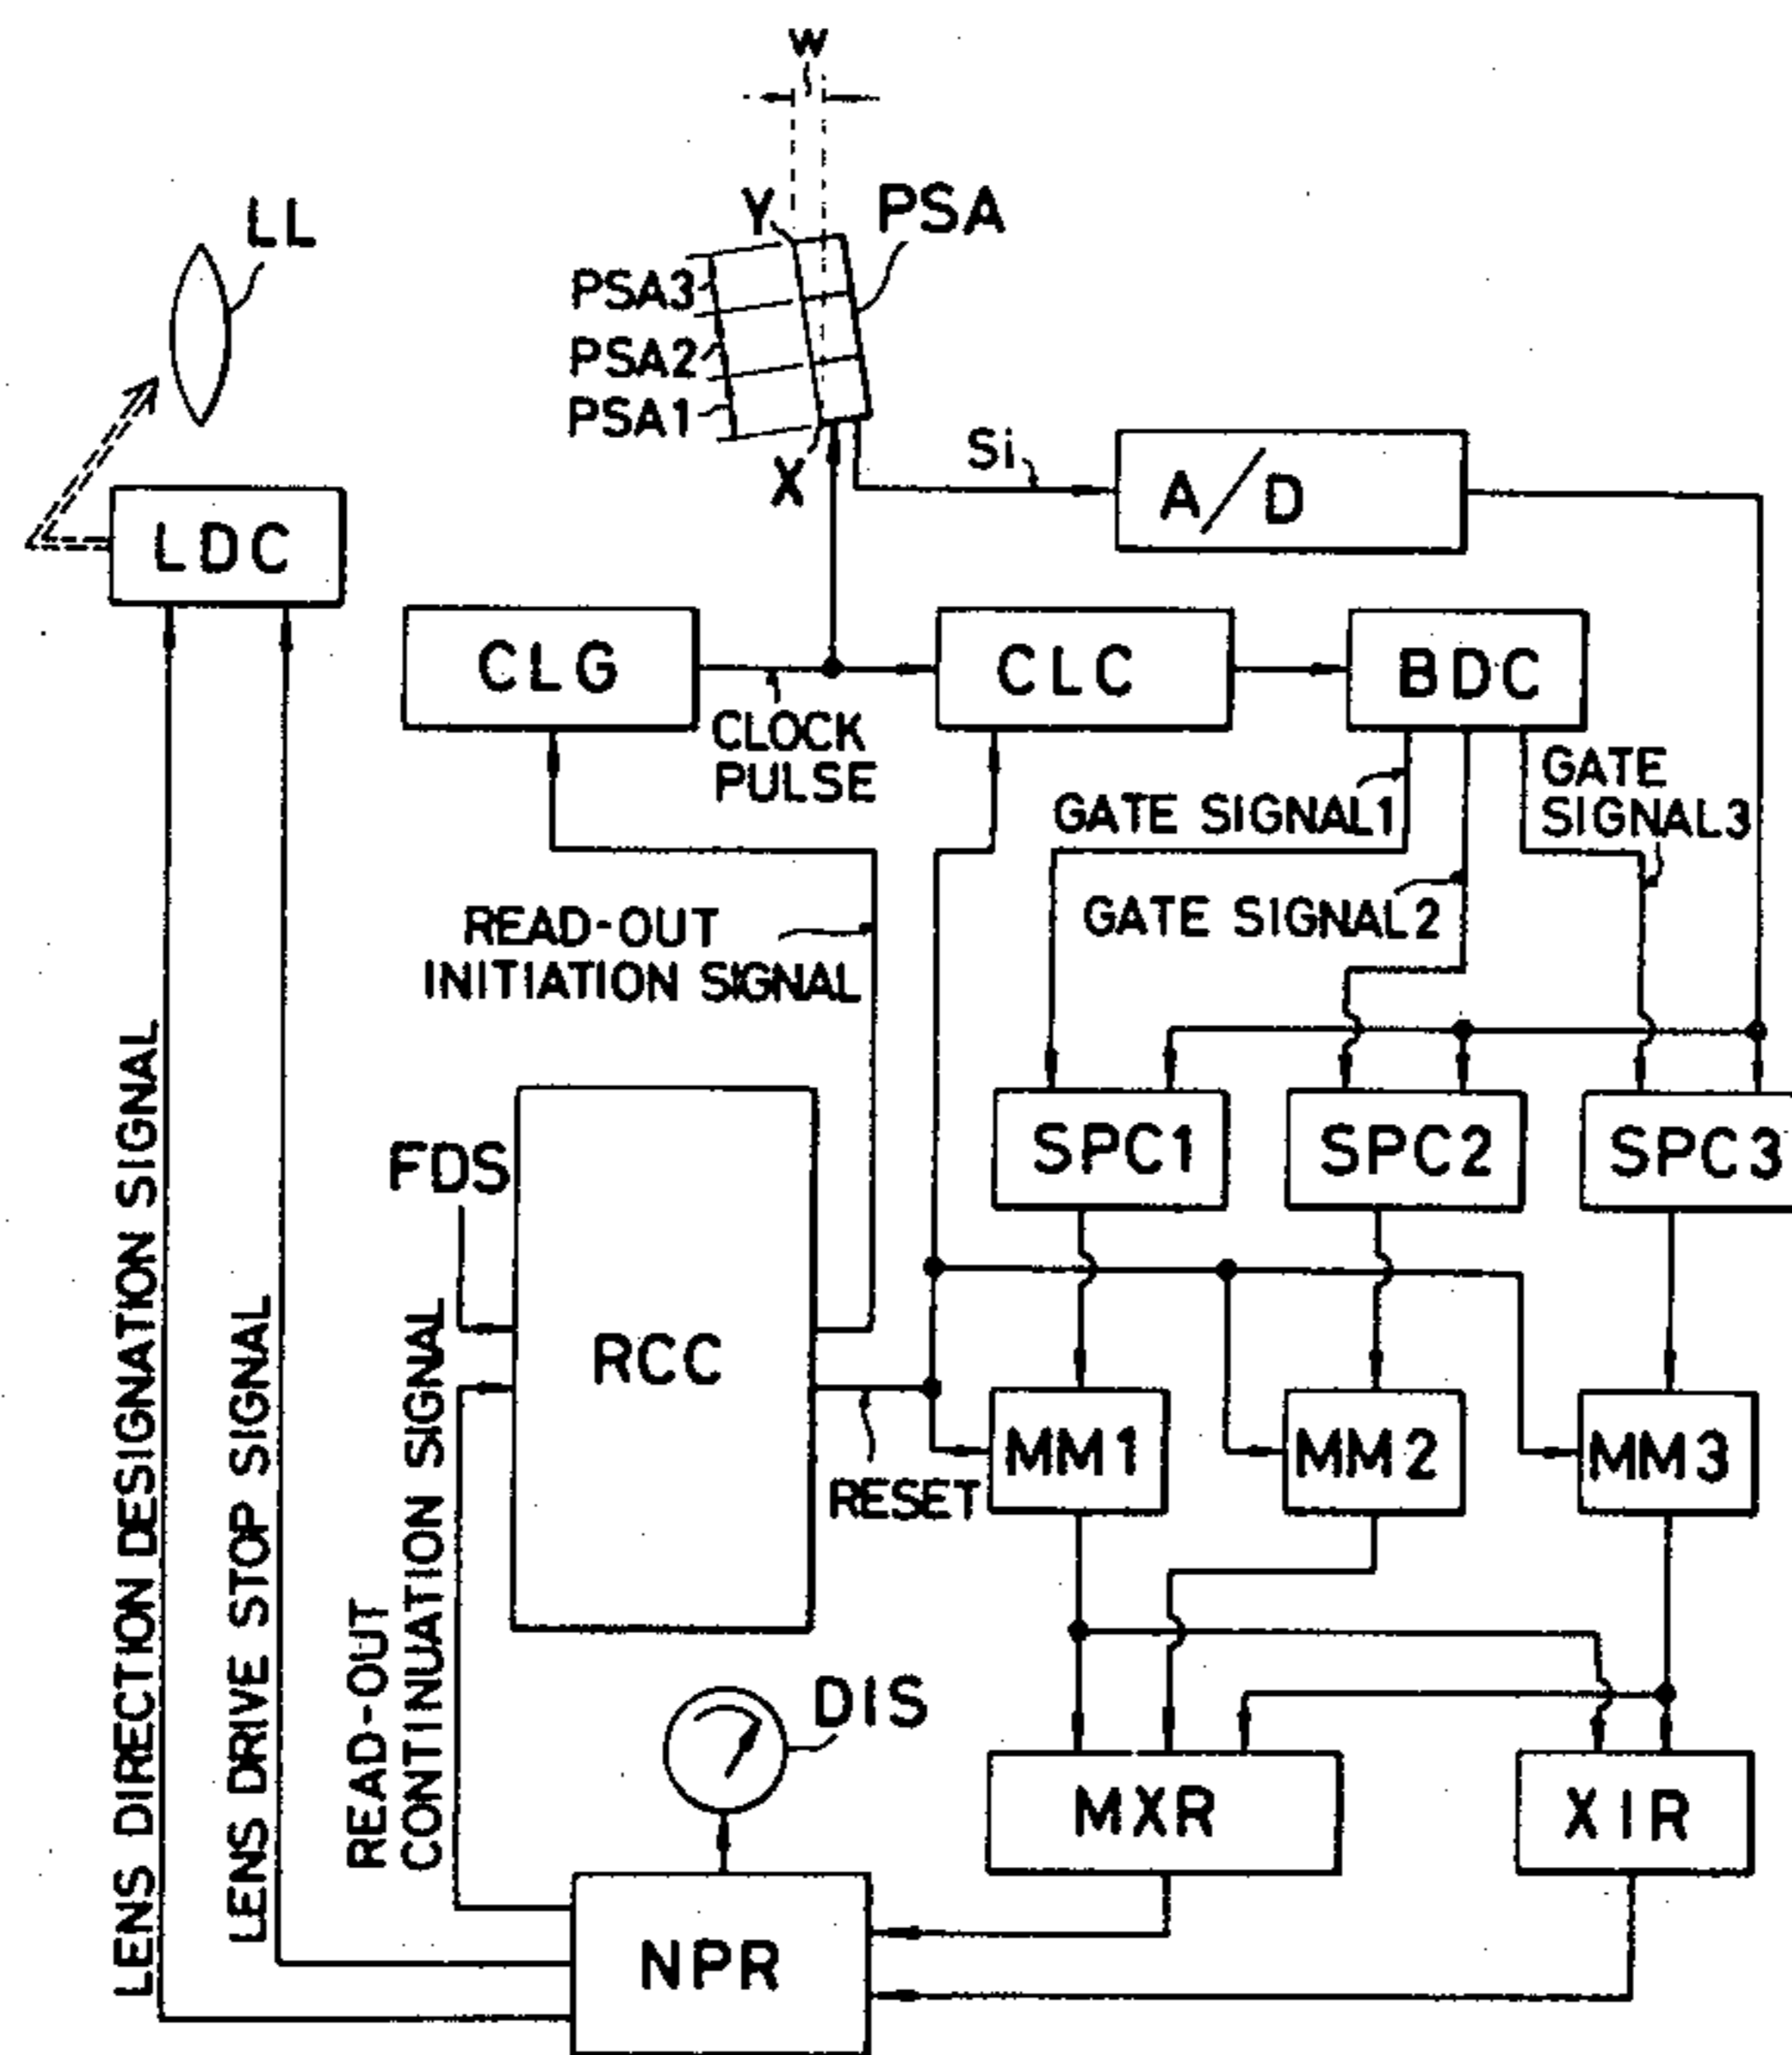 W
LL
Y
PSA
PSA3
PSA2
PSA1
X
Si
A/D
LDC
CLG
CLC
BDC
CLOCK
PULSE
GATE SIGNAL1
GATE
SIGNAL3
GATE SIGNAL2
READ-OUT
INITIATION SIGNAL
LENS DIRECTION DESIGNATION SIGNAL
LENS DRIVE STOP SIGNAL
FDS
RCC
READ-OUT
CONTINUATION SIGNAL
SPC1
SPC2
SPC3
RESET
MM1
MM2
MM3
DIS
MXR
XIR
NPR